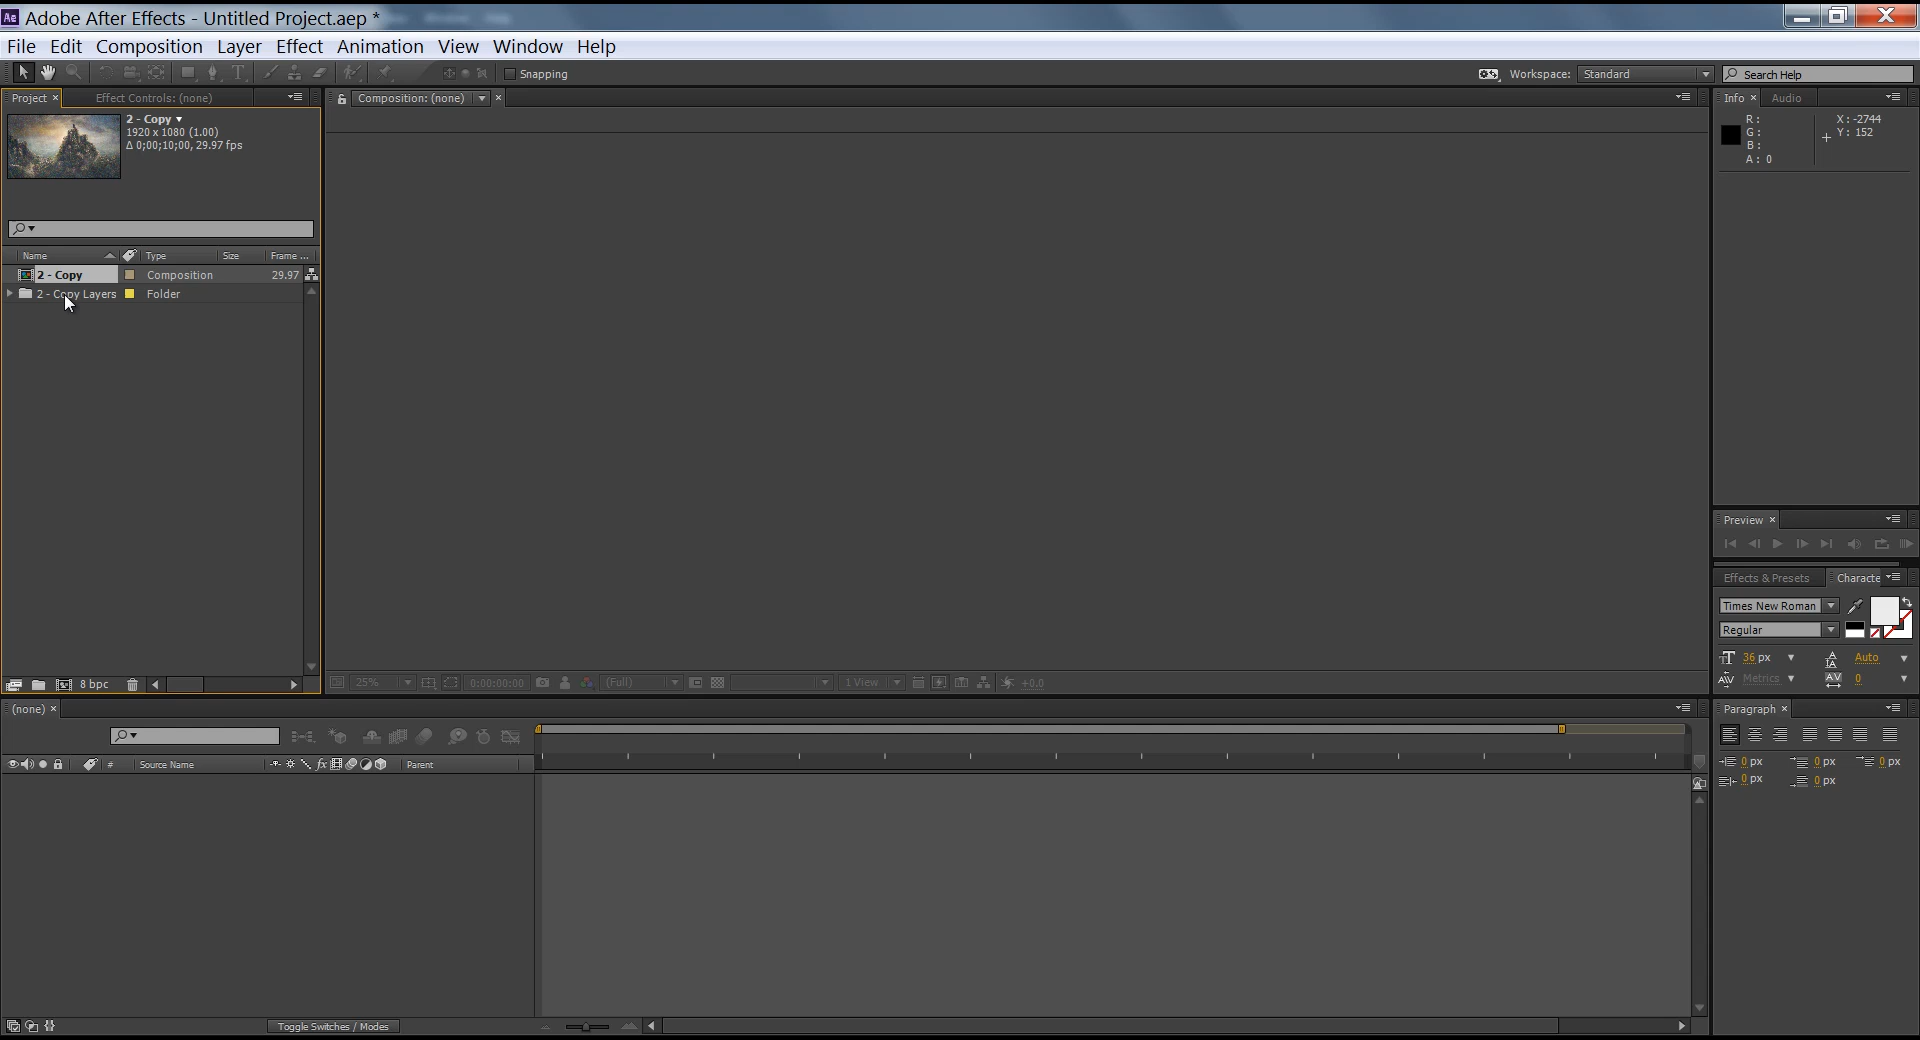 Ae Adobe After Effects - Untitled Project.aep *
File Edit Composition Layer Effect Animation View Window Help
T Snapping Workspace: Standard Search Help
Project × Effect Controls: (none) Composition: (none) × Info × Audio
2 - Copy
1920 x 1080 (1.00)
Δ 0;00;10;00, 29.97 fps
R:
G:
B:
A: 0
X: -2744
Y: 152
Name Type Size Frame ...
2 - Copy Composition 29.97
2 - Copy Layers Folder
Preview ×
Effects & Presets Characte
Times New Roman
Regular
36 px Auto
Metrics 0
8 bpc 25% 0:00:00:00 (Full) 1 View +0.0
(none) × Paragraph ×
# Source Name fx Parent
0 px 0 px 0 px
0 px 0 px
Toggle Switches / Modes